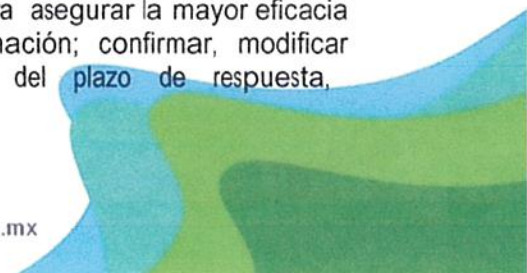 a asegurar la mayor eficacia
nación; confirmar, modificar
del plazo de respuesta,
.mx